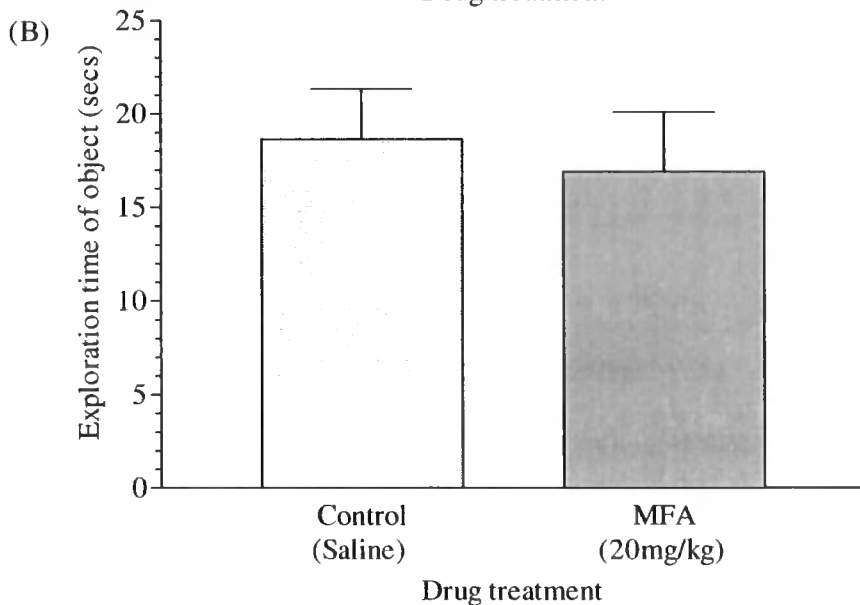 (B)
25
20
15
10
5
0
Exploration time of object (secs)
Control
(Saline)
MFA
(20mg/kg)
Drug treatment